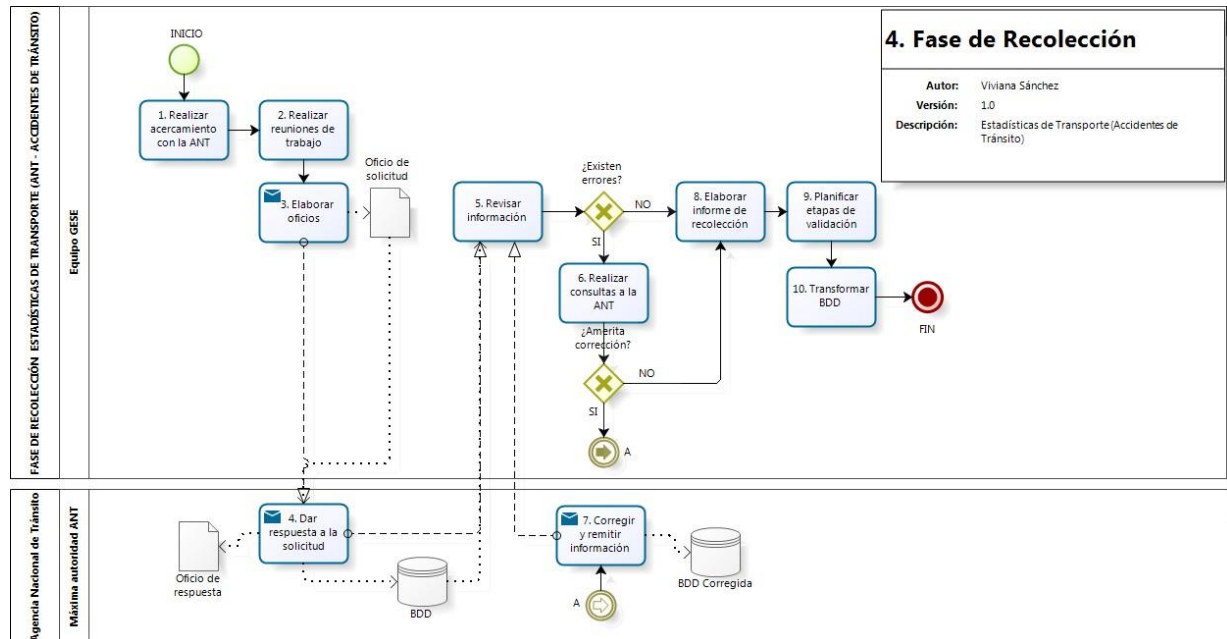 FASE DE RECOLECCIÓN ESTADÍSTICAS DE TRANSPORTE (ANT - ACCIDENTES DE TRÁNSITO)
Equipo GESE
INICIO
1. Realizar
acercamiento
con la ANT
2. Realizar
reuniones de
trabajo
3. Elaborar
oficios
Oficio de
solicitud
5. Revisar
información
¿Existen
errores?
NO
SI
6. Realizar
consultas a la
ANT
¿Amerita
corrección?
NO
SI
A
8. Elaborar
informe de
recolección
9. Planificar
etapas de
validación
10. Transformar
BDD
FIN
4. Fase de Recolección
Autor: Viviana Sánchez
Versión: 1.0
Descripción: Estadísticas de Transporte (Accidentes de
Tránsito)
Agencia Nacional de Tránsito
Máxima autoridad ANT
4. Dar
respuesta a la
solicitud
Oficio de
respuesta
BDD
7. Corregir
y remitir
información
A
BDD Corregida